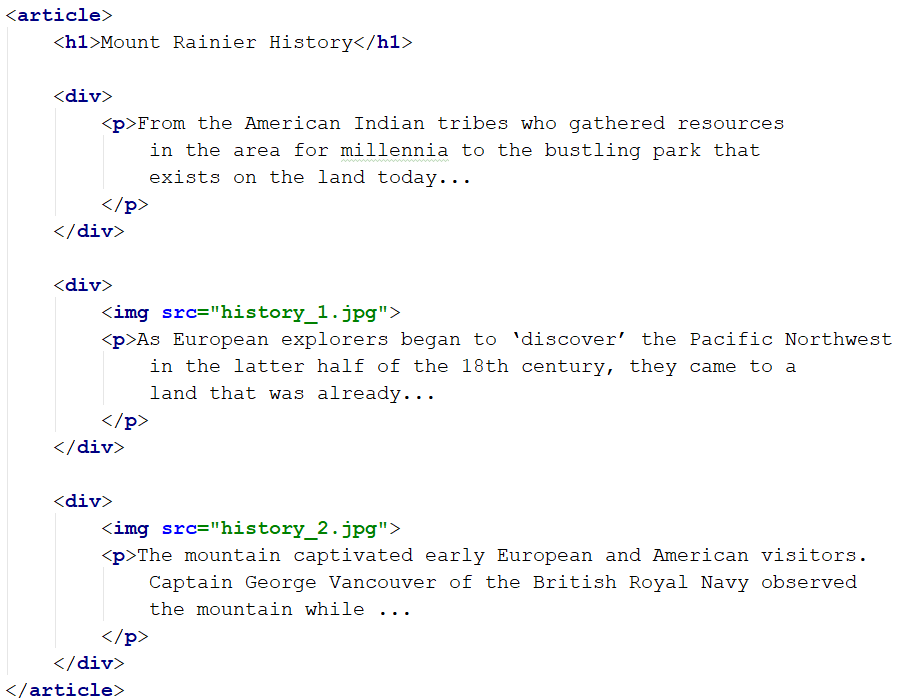 <article>
<h1>Mount Rainier History</h1>
<div>
<p>From the American Indian tribes who gathered resources
in the area for millennia to the bustling park that
exists on the land today...
</p>
</div>
<div>
<img src="history_1.jpg">
<p>As European explorers began to ‘discover’ the Pacific Northwest
in the latter half of the 18th century, they came to a
land that was already...
</p>
</div>
<div>
<img src="history_2.jpg">
<p>The mountain captivated early European and American visitors.
Captain George Vancouver of the British Royal Navy observed
the mountain while ...
</p>
</div>
</article>